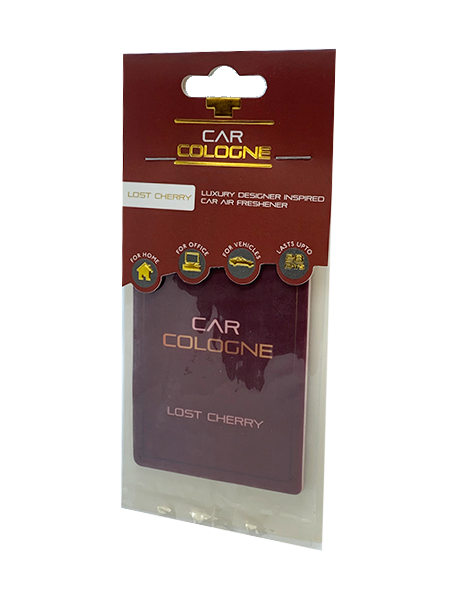 CAR
COLOGNE
LOST CHERRY
LUXURY DESIGNER INSPIRED
CAR AIR FRESHENER
FOR HOME
FOR OFFICE
FOR VEHICLES
LASTS UPTO
CAR
COLOGNE
LOST CHERRY